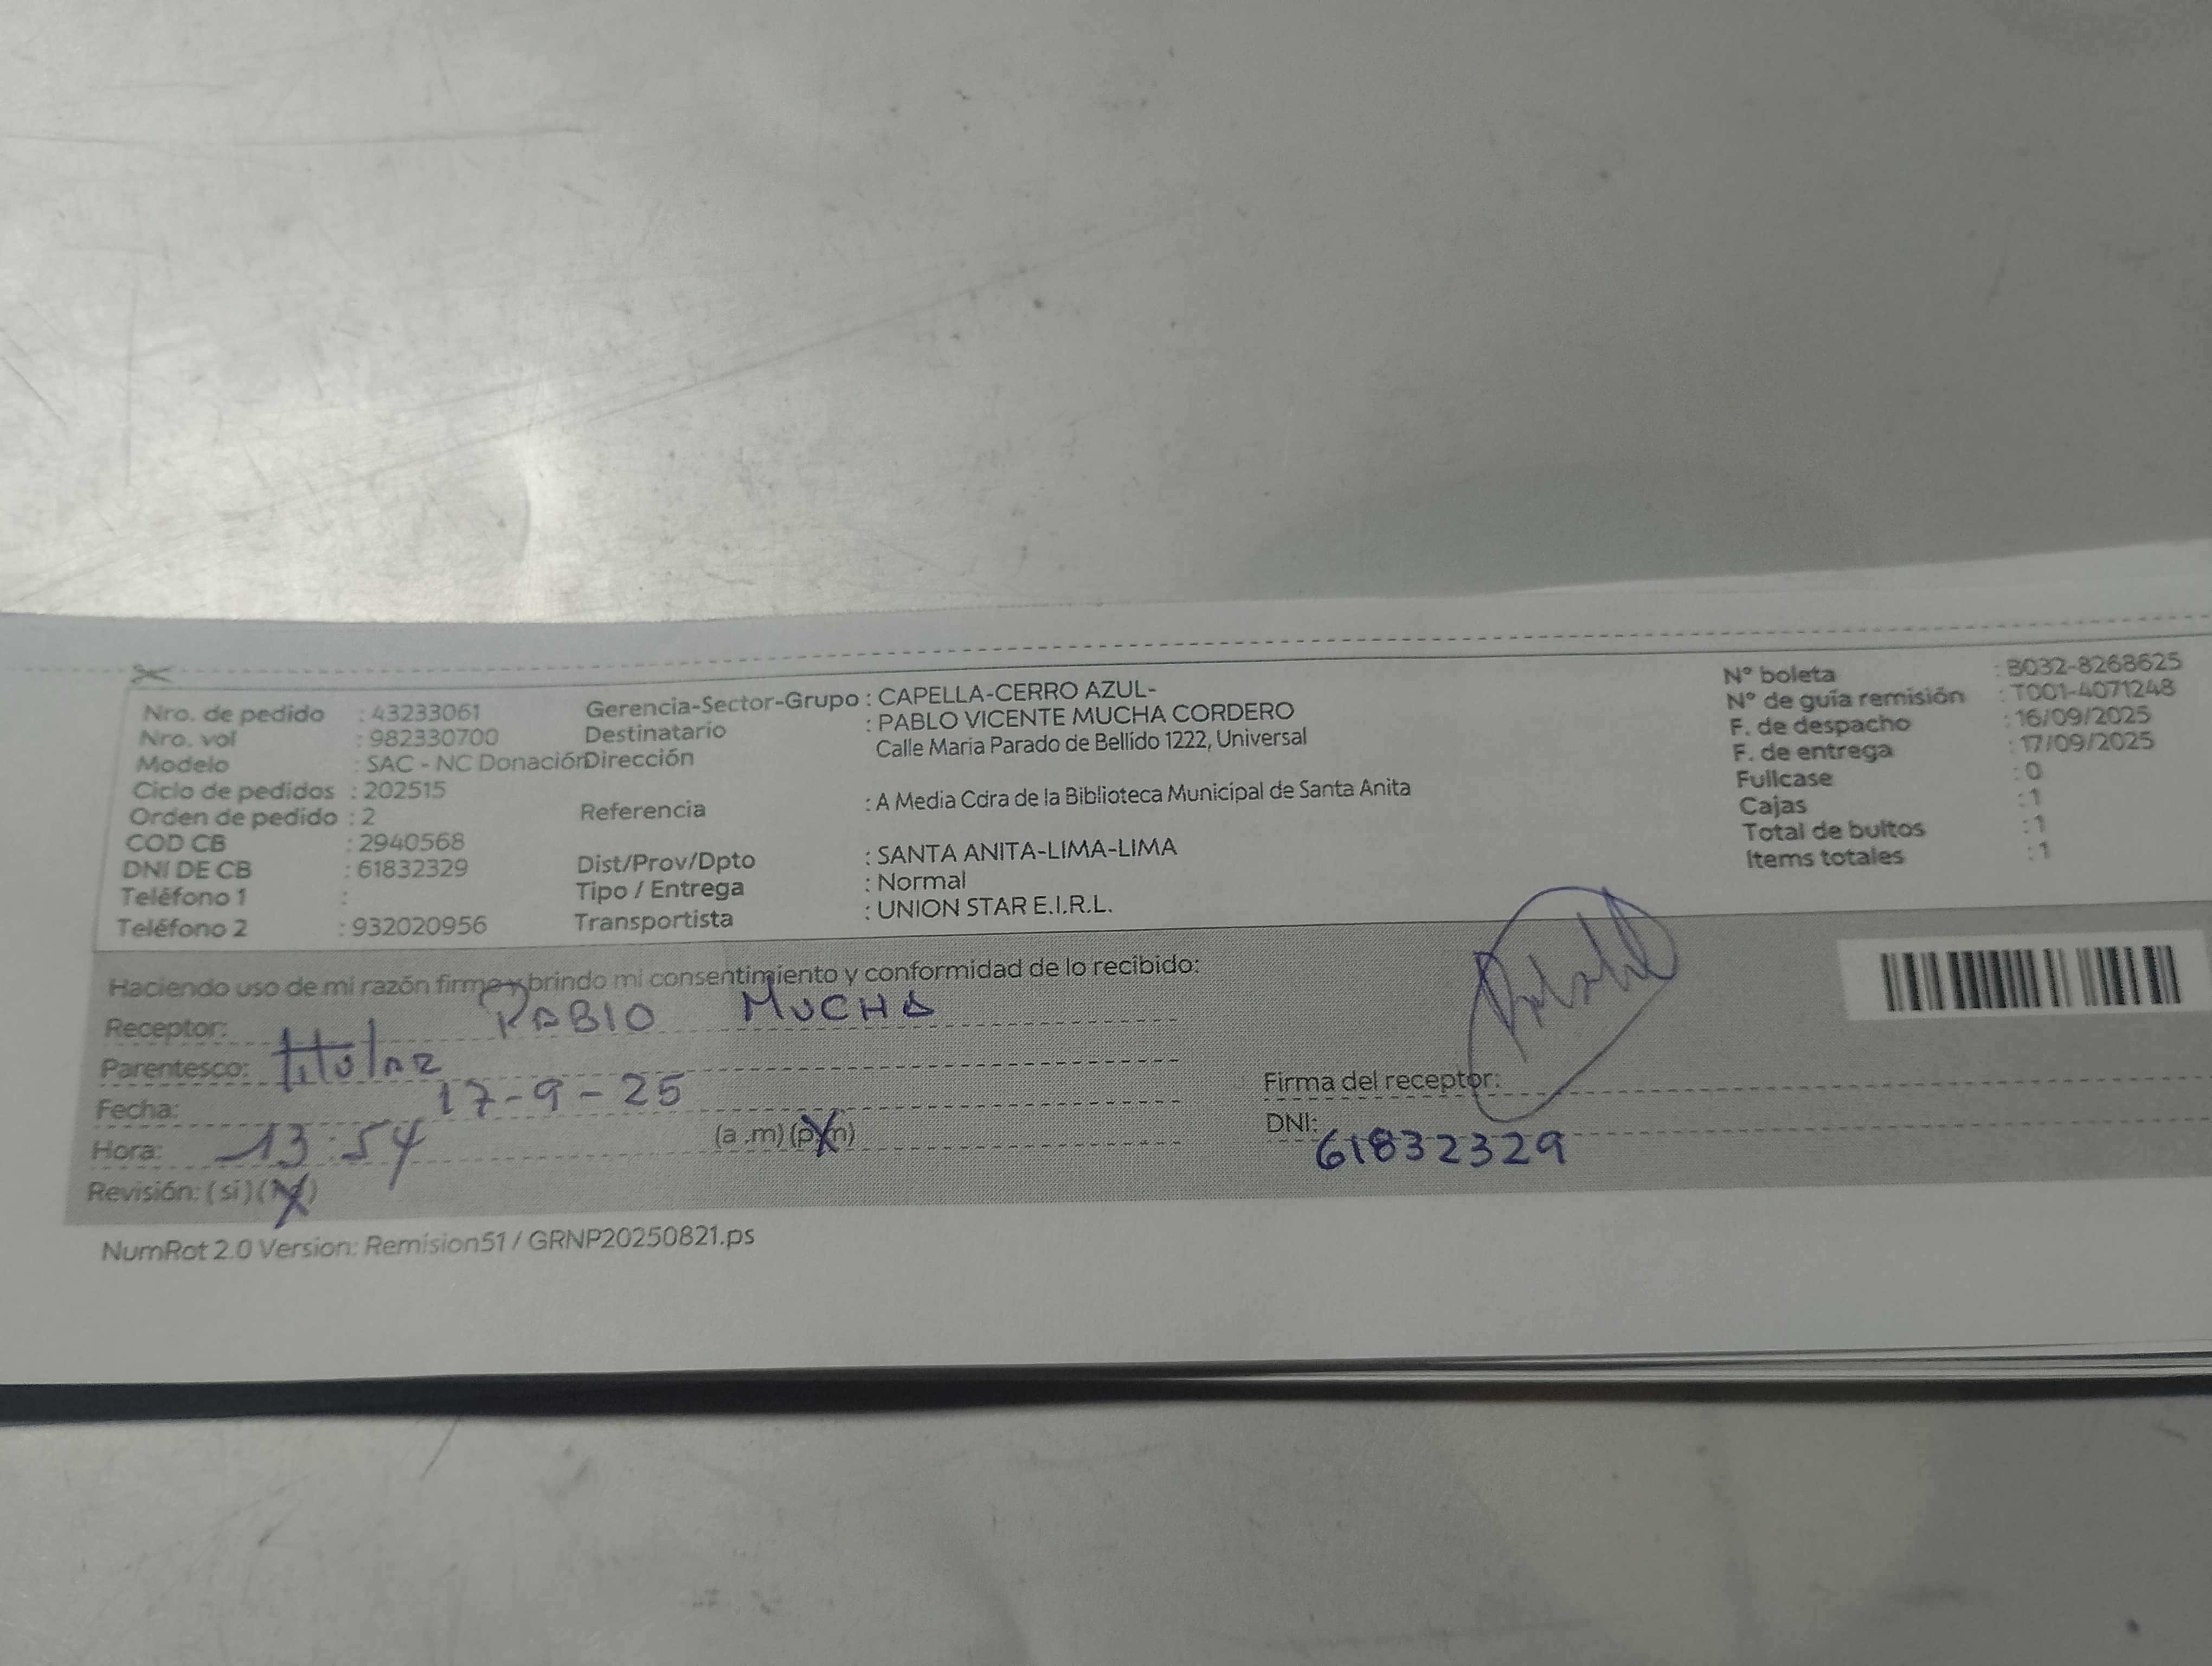 Nro. de pedido : 43233061
Nro. vol : 982330700
Modelo : SAC - NC Donación
Ciclo de pedidos : 202515
Orden de pedido : 2
COD CB : 2940568
DNI DE CB : 61832329
Teléfono 1 :
Teléfono 2 : 932020956
Gerencia-Sector-Grupo : CAPELLA-CERRO AZUL-
Destinatario : PABLO VICENTE MUCHA CORDERO
Dirección Calle Maria Parado de Bellido 1222, Universal
Referencia : A Media Cdra de la Biblioteca Municipal de Santa Anita
Dist/Prov/Dpto : SANTA ANITA-LIMA-LIMA
Tipo / Entrega : Normal
Transportista : UNION STAR E.I.R.L.
N° boleta : B032-8268625
N° de guía remisión : T001-4071248
F. de despacho : 16/09/2025
F. de entrega : 17/09/2025
Fullcase : 0
Cajas : 1
Total de bultos : 1
Items totales : 1
Haciendo uso de mi razón firma y brindo mi consentimiento y conformidad de lo recibido:
Receptor: PABLO MUCHA
Parentesco: titular
Fecha: 17-9-25
Hora: 13:54 (a.m) (p.m)
Revisión: (si) (No)
Firma del receptor:
DNI: 61832329
NumRot 2.0 Version: Remision51 / GRNP20250821.ps